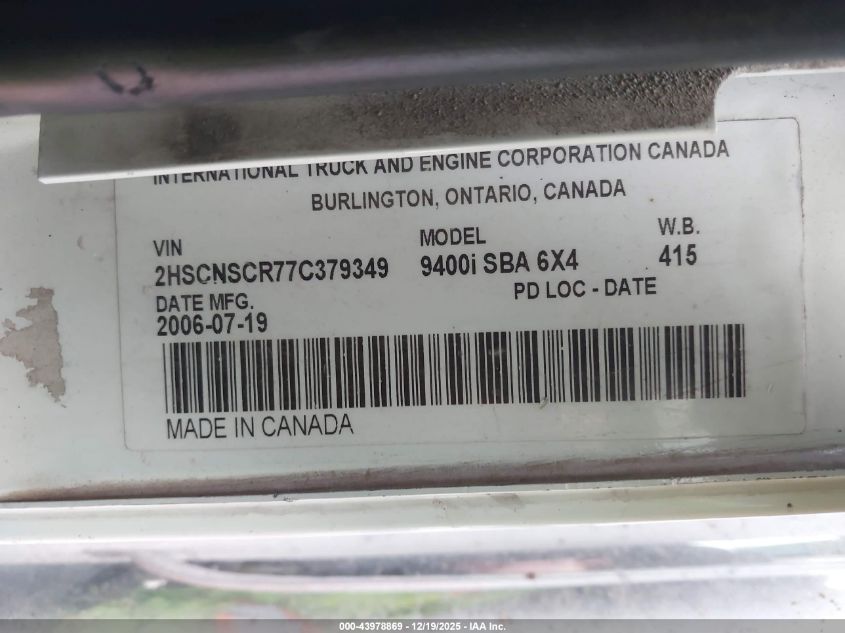 INTERNATIONAL TRUCK AND ENGINE CORPORATION CANADA
BURLINGTON, ONTARIO, CANADA
VIN MODEL W.B.
2HSCNSCR77C379349 9400i SBA 6X4 415
DATE MFG. PD LOC - DATE
2006-07-19
MADE IN CANADA
000-43978869 - 12/19/2025 - IAA Inc.